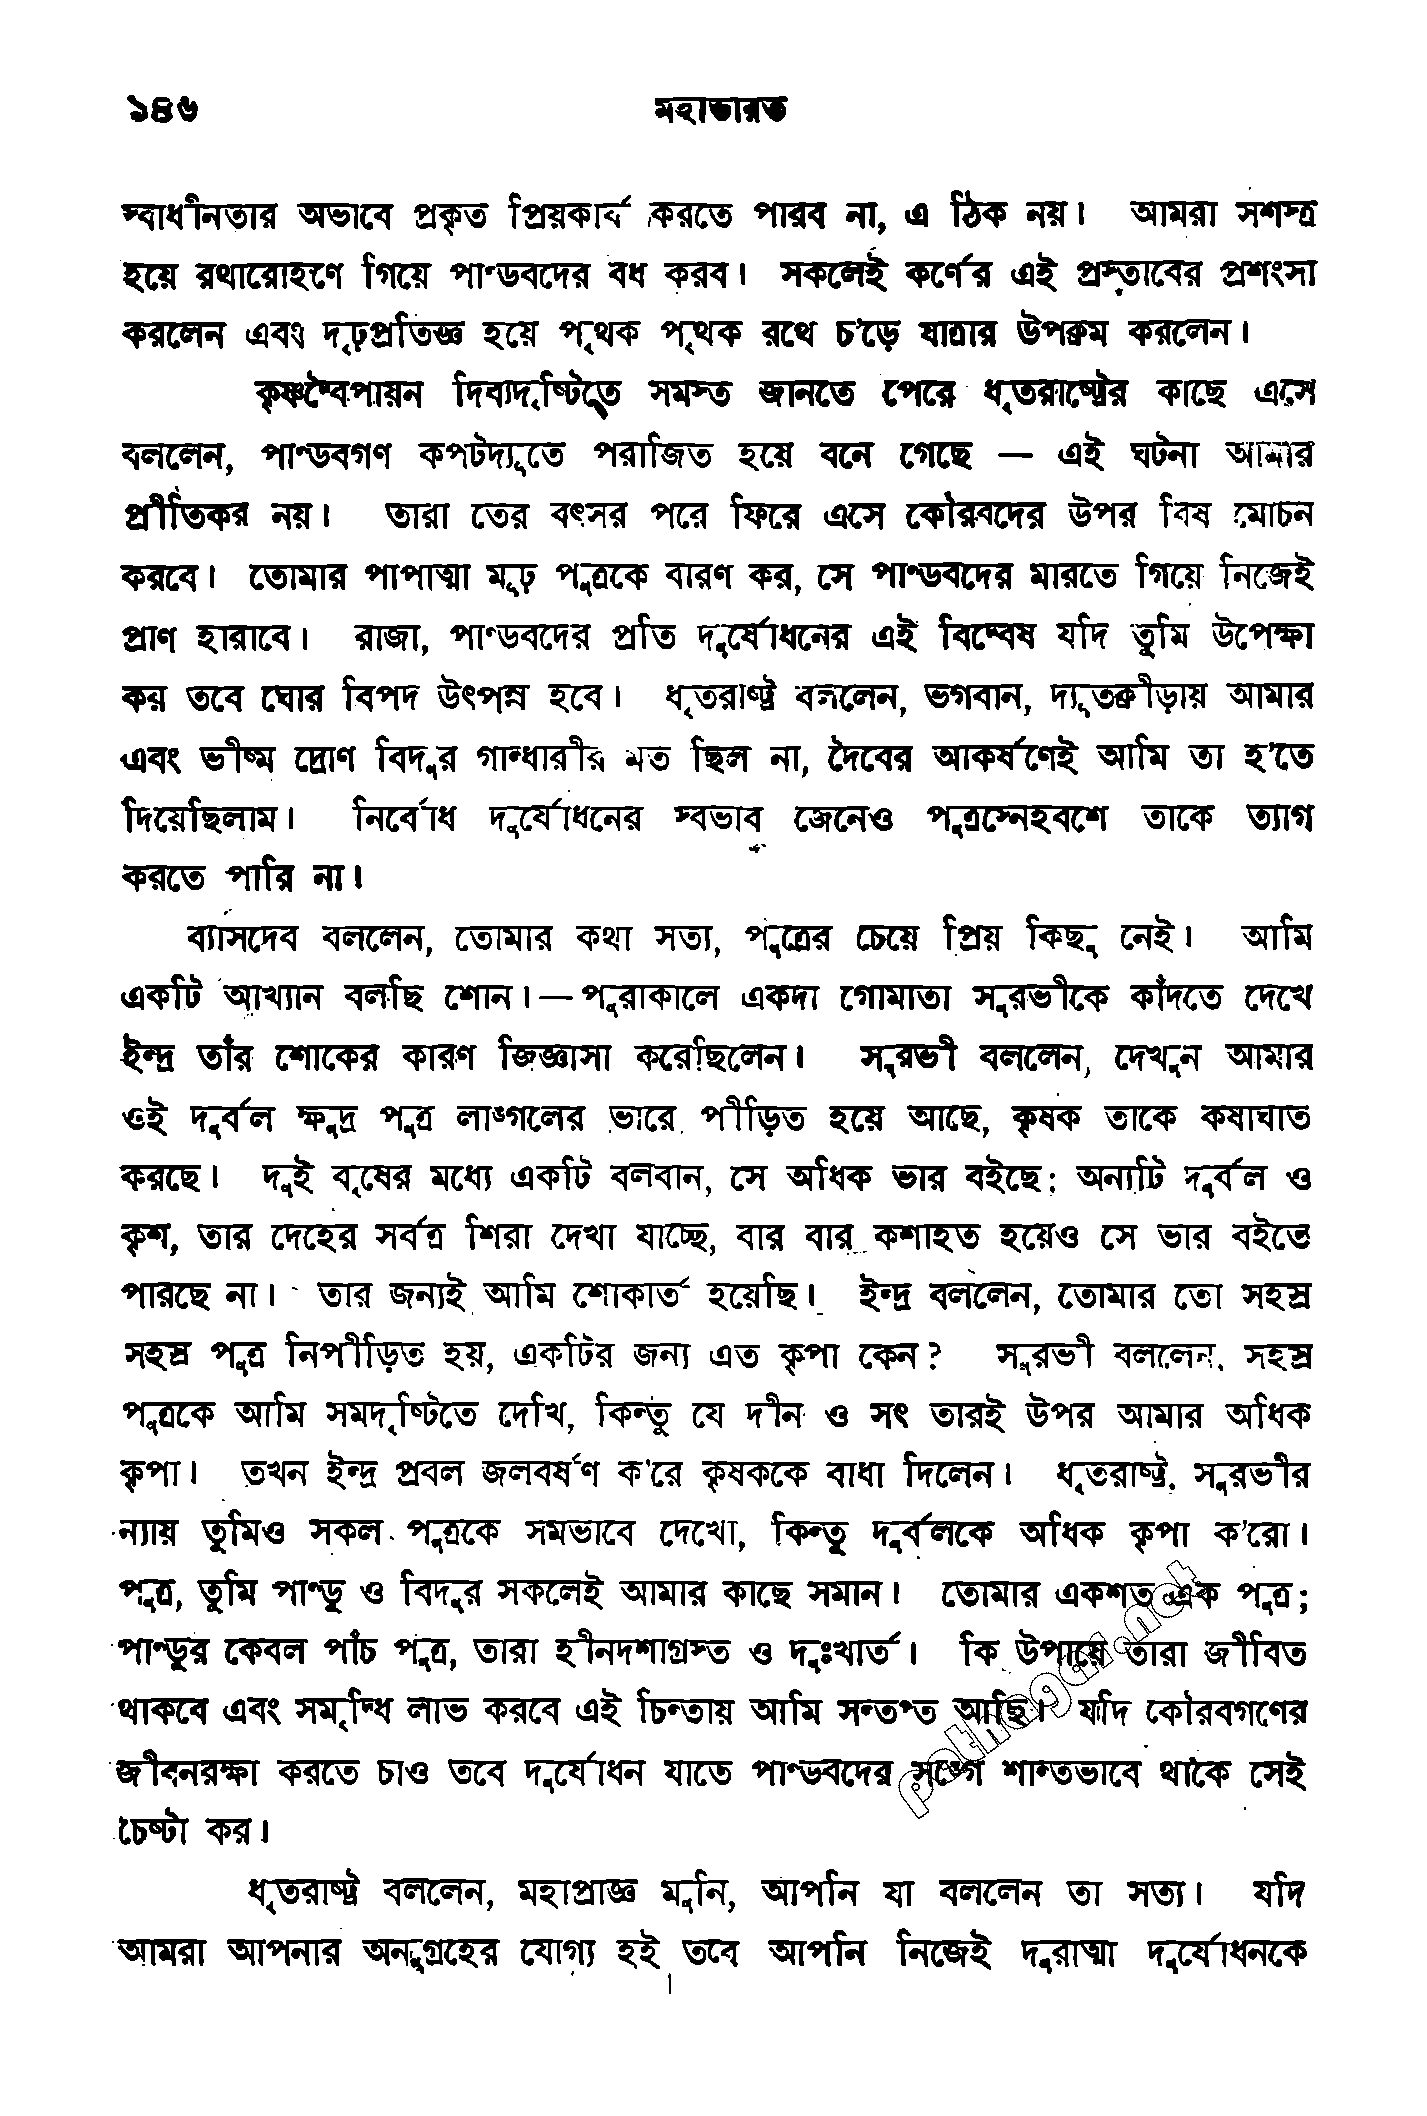 ১৪৬ মহাভারত
স্বাধীনতার অভাবে প্রকৃত প্রিয়কার্য করতে পারব না, এ ঠিক নয়। আমরা সশস্ত্র
হয়ে রথারোহণে গিয়ে পাণ্ডবদের বধ করব। সকলেই কর্ণের এই প্রস্তাবের প্রশংসা
করলেন এবং দৃঢ়প্রতিজ্ঞ হয়ে পৃথক পৃথক রথে চ'ড়ে যাত্রার উপক্রম করলেন।
কৃষ্ণদ্বৈপায়ন দিব্যদৃষ্টিতে সমস্ত জানতে পেরে ধৃতরাষ্ট্রের কাছে এসে
বললেন, পাণ্ডবগণ কপটদ্যূতে পরাজিত হয়ে বনে গেছে — এই ঘটনা আমার
প্রীতিকর নয়। তারা তের বৎসর পরে ফিরে এসে কৌরবদের উপর বিষ মোচন
করবে। তোমার পাপাত্মা মূঢ় পুত্রকে বারণ কর, সে পাণ্ডবদের মারতে গিয়ে নিজেই
প্রাণ হারাবে। রাজা, পাণ্ডবদের প্রতি দুর্যোধনের এই বিদ্বেষ যদি তুমি উপেক্ষা
কর তবে ঘোর বিপদ উৎপন্ন হবে। ধৃতরাষ্ট্র বললেন, ভগবান, দ্যূতক্রীড়ায় আমার
এবং ভীষ্ম দ্রোণ বিদুর গান্ধারীর মত ছিল না, দৈবের আকর্ষণেই আমি তা হ'তে
দিয়েছিলাম। নির্বোধ দুর্যোধনের স্বভাব জেনেও পুত্রস্নেহবশে তাকে ত্যাগ
করতে পারি না।
ব্যাসদেব বললেন, তোমার কথা সত্য, পুত্রের চেয়ে প্রিয় কিছু নেই। আমি
একটি আখ্যান বলছি শোন।—পুরাকালে একদা গোমাতা সুরভীকে কাঁদতে দেখে
ইন্দ্র তাঁর শোকের কারণ জিজ্ঞাসা করেছিলেন। সুরভী বললেন, দেখুন আমার
ওই দুর্বল ক্ষুদ্র পুত্র লাঙ্গলের ভারে পীড়িত হয়ে আছে, কৃষক তাকে কষাঘাত
করছে। দুই বৃষের মধ্যে একটি বলবান, সে অধিক ভার বইছে; অন্যটি দুর্বল ও
কৃশ, তার দেহের সর্বত্র শিরা দেখা যাচ্ছে, বার বার কশাহত হয়েও সে ভার বইতে
পারছে না। তার জন্যই আমি শোকার্ত হয়েছি। ইন্দ্র বললেন, তোমার তো সহস্র
সহস্র পুত্র নিপীড়িত হয়, একটির জন্য এত কৃপা কেন? সুরভী বললেন, সহস্র
পুত্রকে আমি সমদৃষ্টিতে দেখি, কিন্তু যে দীন ও সৎ তারই উপর আমার অধিক
কৃপা। তখন ইন্দ্র প্রবল জলবর্ষণ ক'রে কৃষককে বাধা দিলেন। ধৃতরাষ্ট্র, সুরভীর
ন্যায় তুমিও সকল পুত্রকে সমভাবে দেখো, কিন্তু দুর্বলকে অধিক কৃপা ক'রো।
পুত্র, তুমি পাণ্ডু ও বিদুর সকলেই আমার কাছে সমান। তোমার একশত এক পুত্র;
পাণ্ডুর কেবল পাঁচ পুত্র, তারা হীনদশাগ্রস্ত ও দুঃখার্ত। কি উপায়ে তারা জীবিত
থাকবে এবং সমৃদ্ধি লাভ করবে এই চিন্তায় আমি সন্তপ্ত আছি। যদি কৌরবগণের
জীবনরক্ষা করতে চাও তবে দুর্যোধন যাতে পাণ্ডবদের সঙ্গে শান্তভাবে থাকে সেই
চেষ্টা কর।
ধৃতরাষ্ট্র বললেন, মহাপ্রাজ্ঞ মুনি, আপনি যা বললেন তা সত্য। যদি
আমরা আপনার অনুগ্রহের যোগ্য হই তবে আপনি নিজেই দুরাত্মা দুর্যোধনকে
pathagar.net